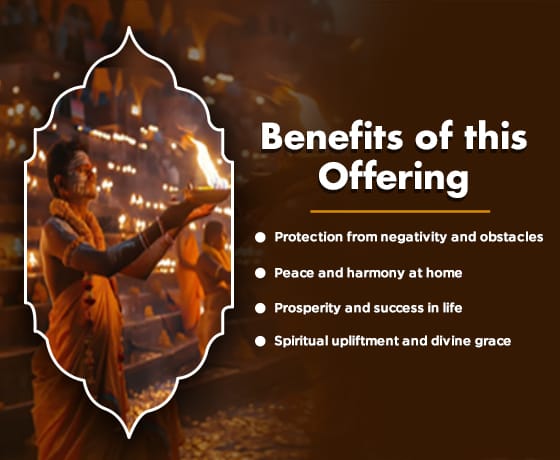 Benefits of this
Offering
Protection from negativity and obstacles
Peace and harmony at home
Prosperity and success in life
Spiritual upliftment and divine grace